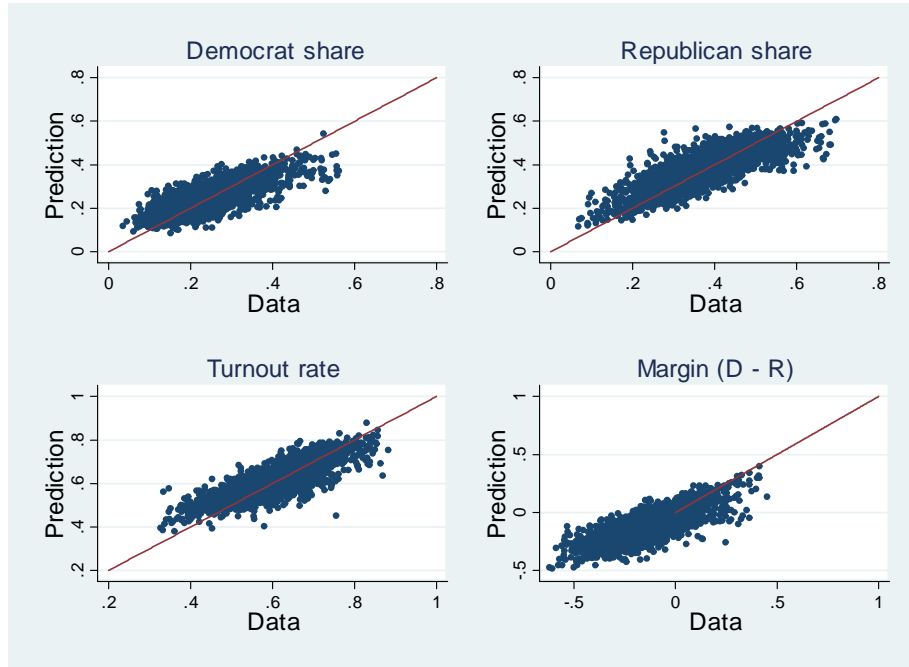 Democrat share
Prediction
.8
.6
.4
.2
0
0 .2 .4 .6 .8
Data
Republican share
Prediction
.8
.6
.4
.2
0
0 .2 .4 .6 .8
Data
Turnout rate
Prediction
1
.8
.6
.4
.2
.2 .4 .6 .8 1
Data
Margin (D - R)
Prediction
1
.5
0
-.5
-.5 0 .5 1
Data